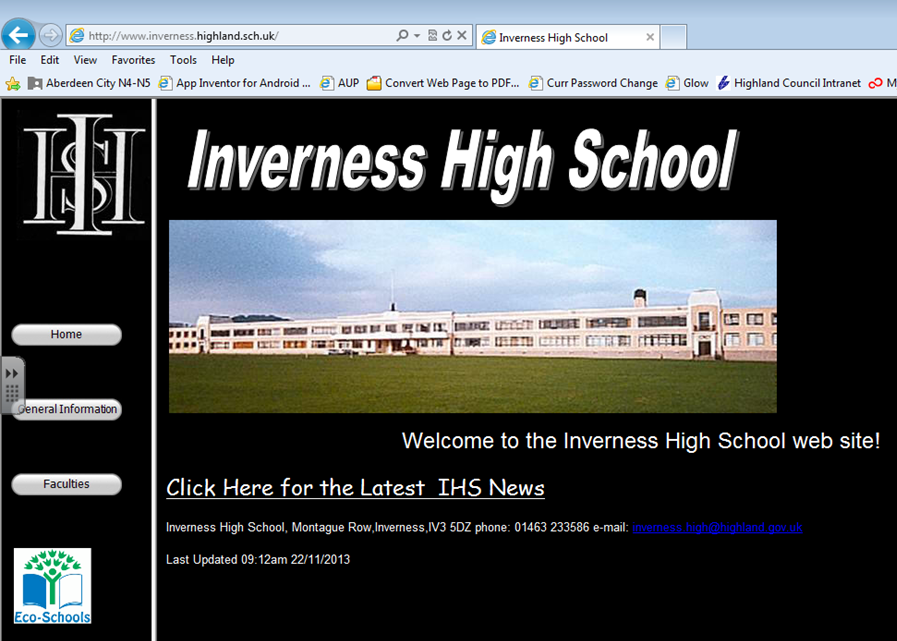 http://www.inverness.highland.sch.uk/
Inverness High School
File Edit View Favorites Tools Help
Aberdeen City N4-N5 App Inventor for Android ... AUP Convert Web Page to PDF... Curr Password Change Glow Highland Council Intranet M
IHS
Inverness High School
Home
General Information
Faculties
Eco-Schools
Welcome to the Inverness High School web site!
Click Here for the Latest IHS News
Inverness High School, Montague Row,Inverness,IV3 5DZ phone: 01463 233586 e-mail: inverness.high@highland.gov.uk
Last Updated 09:12am 22/11/2013